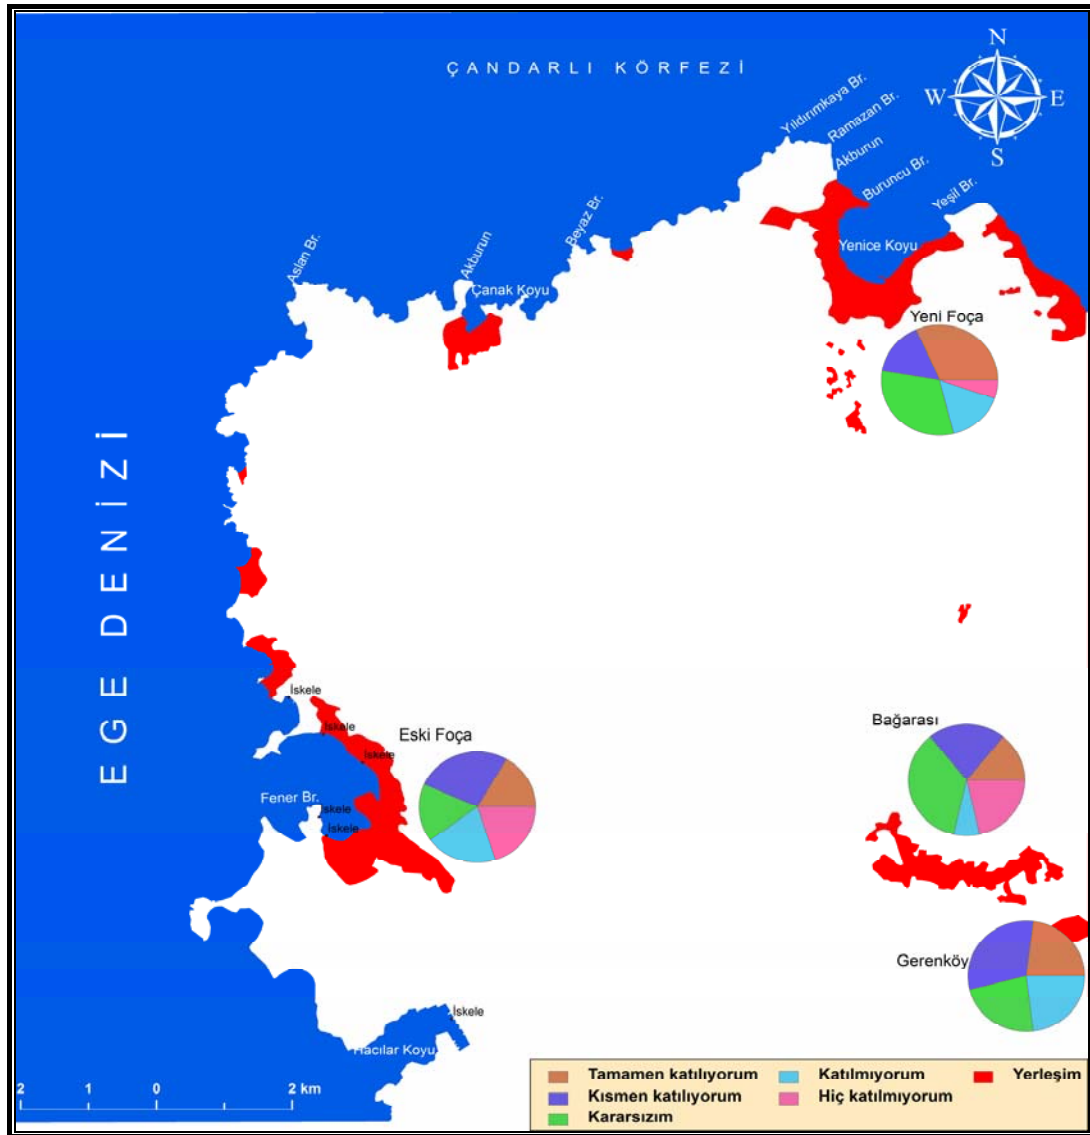 ÇANDARLI KÖRFEZİ
N
W
E
S
Yıldırımkaya Br.
Ramazan Br.
Akburun
Buruncu Br.
Yeşil Br.
Yenice Koyu
Beyaz Br.
Aslan Br.
Akburun
Çanak Koyu
Yeni Foça
EGE DENİZİ
İskele
İskele
İskele
Eski Foça
Fener Br.
İskele
İskele
Bağarası
Gerenköy
İskele
Hacılar Koyu
2 1 0 2 km
Tamamen katılıyorum
Kısmen katılıyorum
Kararsızım
Katılmıyorum
Hiç katılmıyorum
Yerleşim